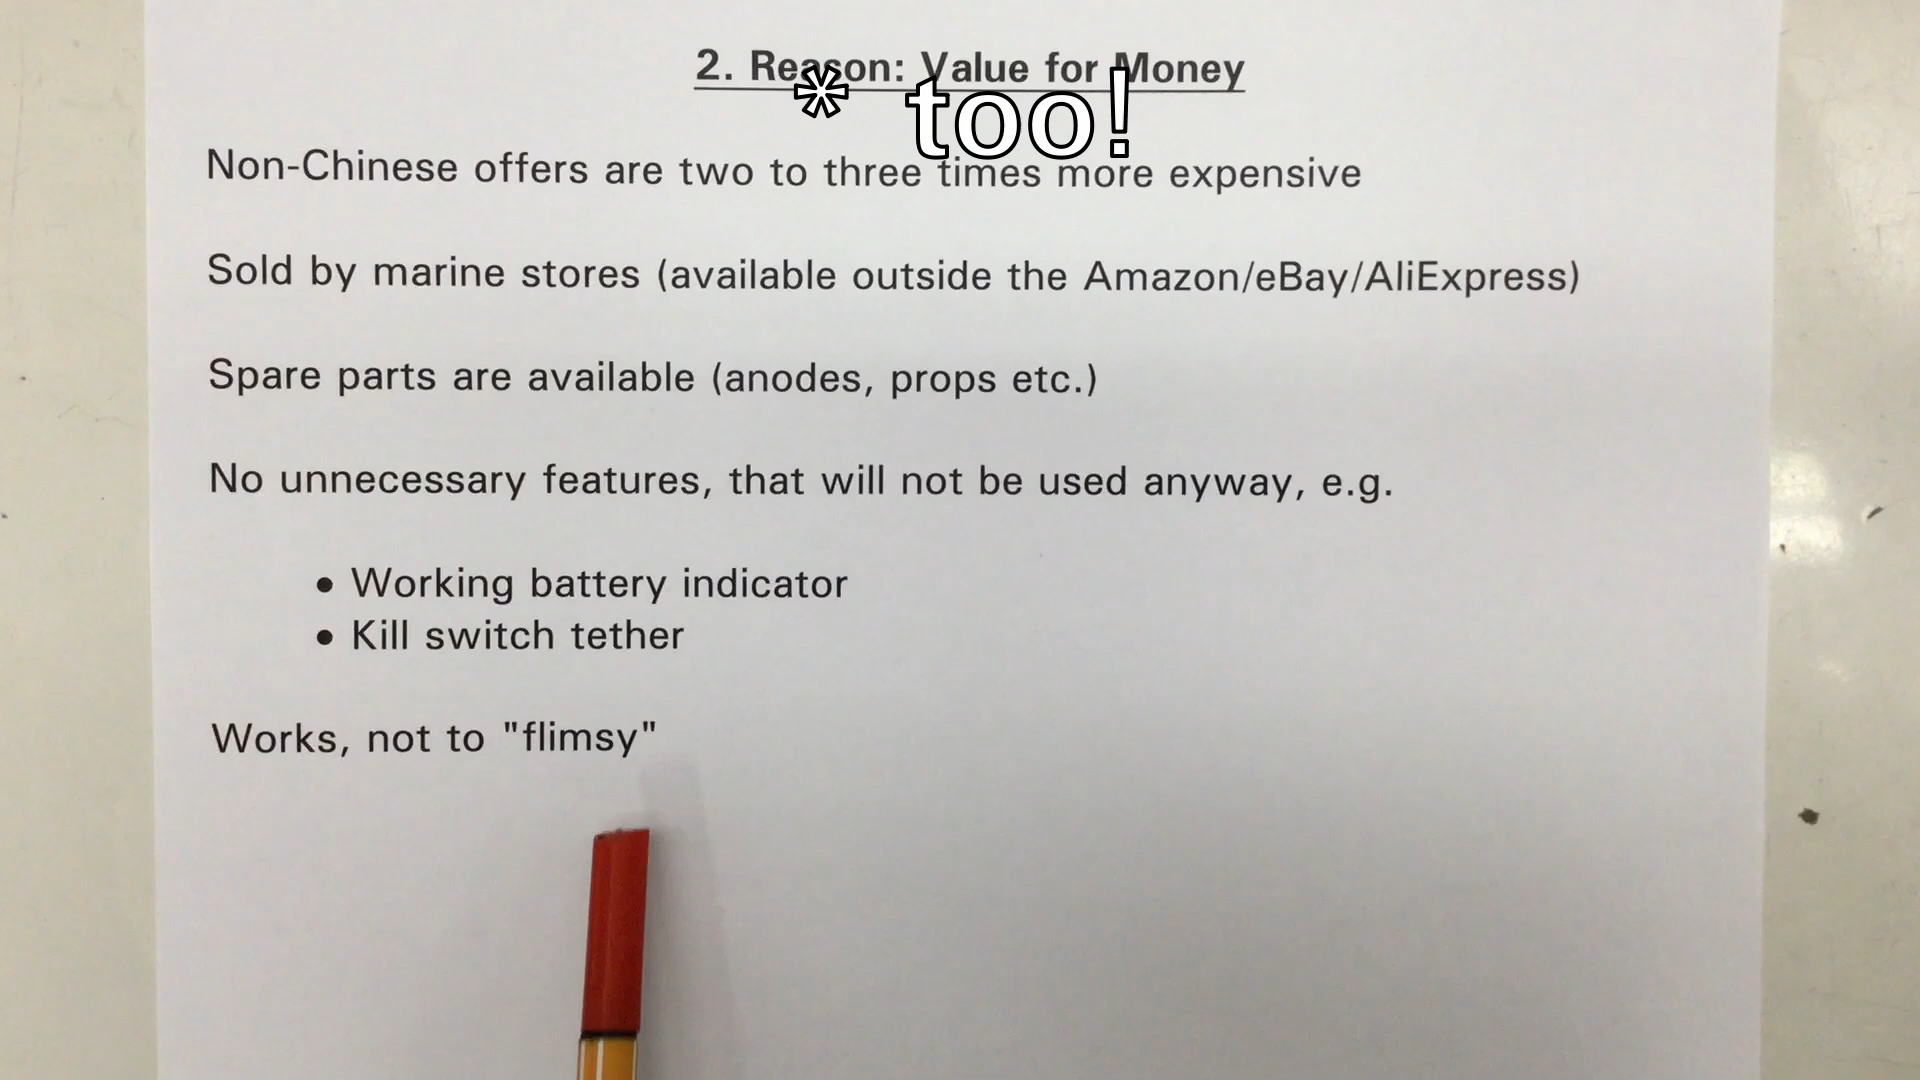 2. Reason: Value for Money
* too!
Non-Chinese offers are two to three times more expensive
Sold by marine stores (available outside the Amazon/eBay/AliExpress)
Spare parts are available (anodes, props etc.)
No unnecessary features, that will not be used anyway, e.g.
• Working battery indicator
• Kill switch tether
Works, not to "flimsy"